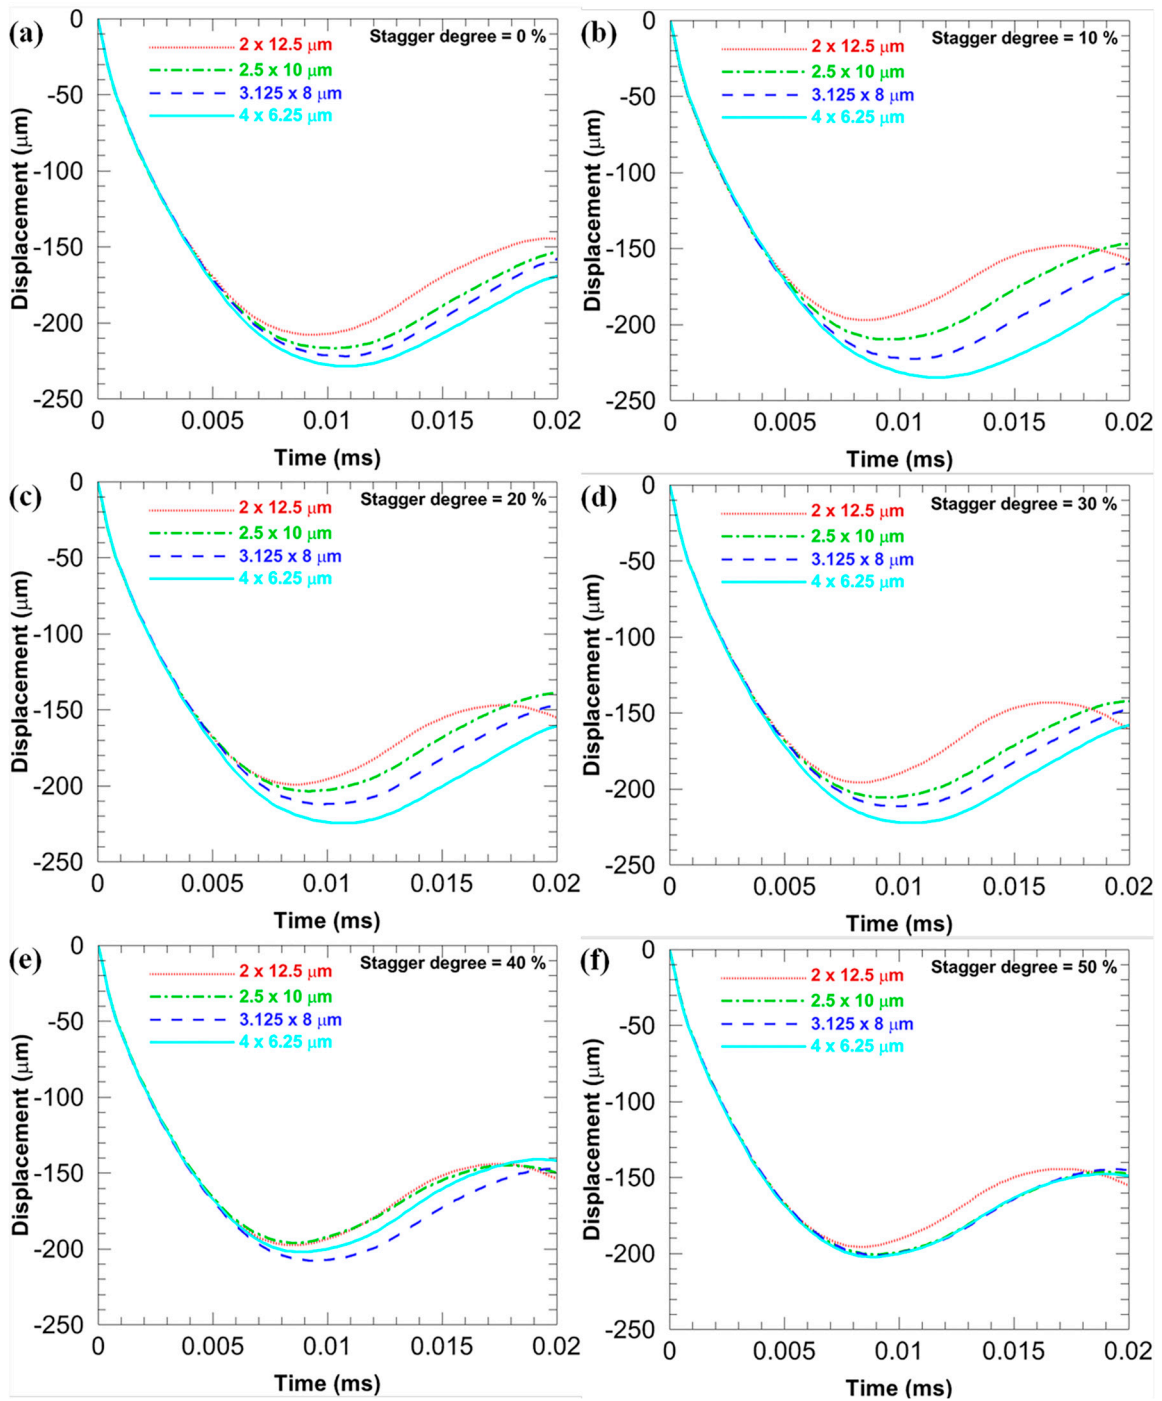 (a)
Stagger degree = 0 %
2 x 12.5 μm
2.5 x 10 μm
3.125 x 8 μm
4 x 6.25 μm
Displacement (μm)
0
-50
-100
-150
-200
-250
0 0.005 0.01 0.015 0.02
Time (ms)
(b)
Stagger degree = 10 %
2 x 12.5 μm
2.5 x 10 μm
3.125 x 8 μm
4 x 6.25 μm
Displacement (μm)
0
-50
-100
-150
-200
-250
0 0.005 0.01 0.015 0.02
Time (ms)
(c)
Stagger degree = 20 %
2 x 12.5 μm
2.5 x 10 μm
3.125 x 8 μm
4 x 6.25 μm
Displacement (μm)
0
-50
-100
-150
-200
-250
0 0.005 0.01 0.015 0.02
Time (ms)
(d)
Stagger degree = 30 %
2 x 12.5 μm
2.5 x 10 μm
3.125 x 8 μm
4 x 6.25 μm
Displacement (μm)
0
-50
-100
-150
-200
-250
0 0.005 0.01 0.015 0.02
Time (ms)
(e)
Stagger degree = 40 %
2 x 12.5 μm
2.5 x 10 μm
3.125 x 8 μm
4 x 6.25 μm
Displacement (μm)
0
-50
-100
-150
-200
-250
0 0.005 0.01 0.015 0.02
Time (ms)
(f)
Stagger degree = 50 %
2 x 12.5 μm
2.5 x 10 μm
3.125 x 8 μm
4 x 6.25 μm
Displacement (μm)
0
-50
-100
-150
-200
-250
0 0.005 0.01 0.015 0.02
Time (ms)